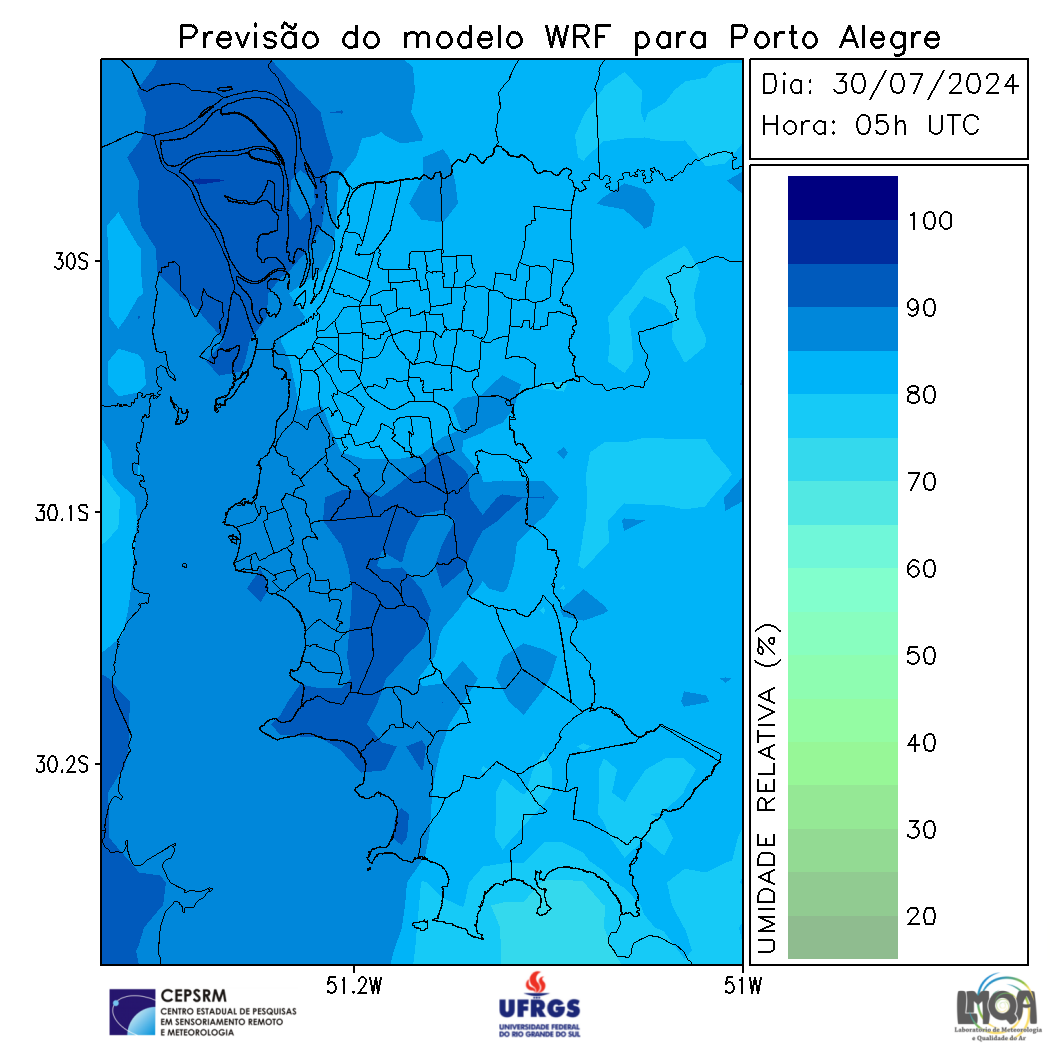 Previsão do modelo WRF para Porto Alegre
Dia: 30/07/2024
Hora: 05h UTC
100
90
80
70
60
50
40
30
20
UMIDADE RELATIVA (%)
30S
30.1S
30.2S
51.2W
51W
CEPSRM
CENTRO ESTADUAL DE PESQUISAS
EM SENSORIAMENTO REMOTO
E METEOROLOGIA
UFRGS
UNIVERSIDADE FEDERAL
DO RIO GRANDE DO SUL
LMQA
Laboratório de Meteorologia
e Qualidade do Ar